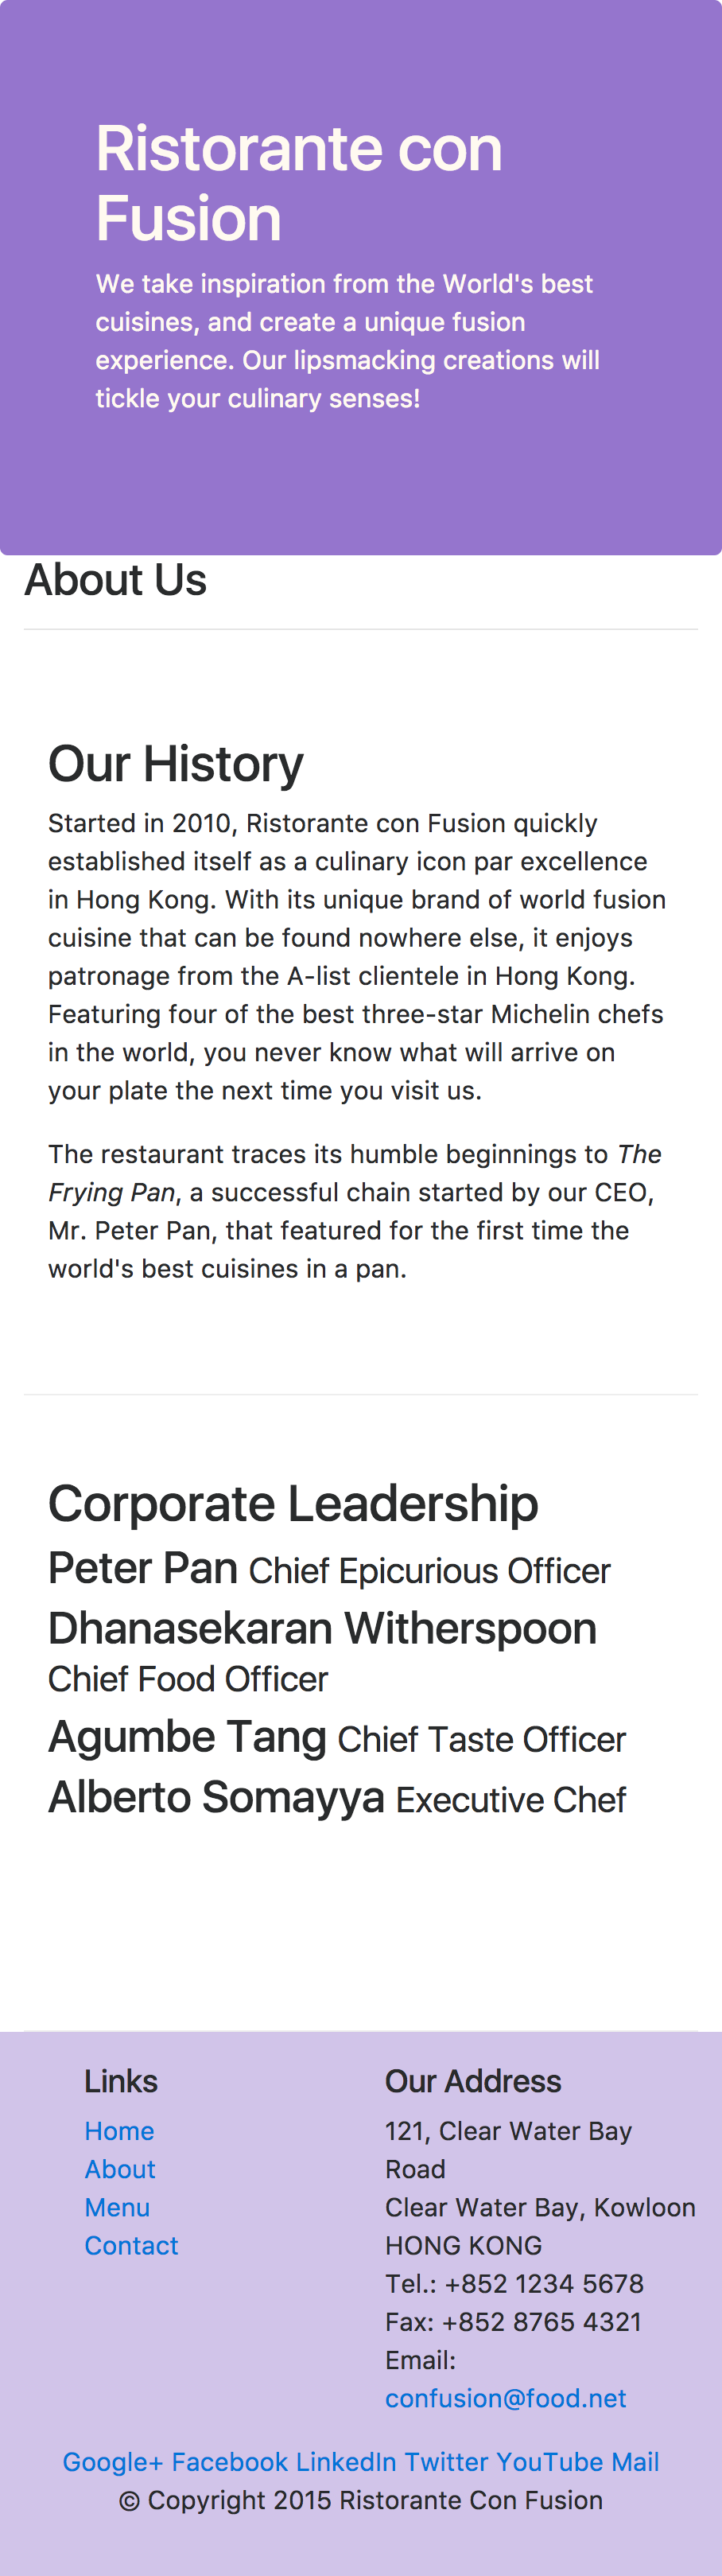 Ristorante con
Fusion
We take inspiration from the World's best
cuisines, and create a unique fusion
experience. Our lipsmacking creations will
tickle your culinary senses!
About Us
Our History
Started in 2010, Ristorante con Fusion quickly
established itself as a culinary icon par excellence
in Hong Kong. With its unique brand of world fusion
cuisine that can be found nowhere else, it enjoys
patronage from the A-list clientele in Hong Kong.
Featuring four of the best three-star Michelin chefs
in the world, you never know what will arrive on
your plate the next time you visit us.
The restaurant traces its humble beginnings to The
Frying Pan, a successful chain started by our CEO,
Mr. Peter Pan, that featured for the first time the
world's best cuisines in a pan.
Corporate Leadership
Peter Pan Chief Epicurious Officer
Dhanasekaran Witherspoon
Chief Food Officer
Agumbe Tang Chief Taste Officer
Alberto Somayya Executive Chef
Links
Home
About
Menu
Contact
Our Address
121, Clear Water Bay
Road
Clear Water Bay, Kowloon
HONG KONG
Tel.: +852 1234 5678
Fax: +852 8765 4321
Email:
confusion@food.net
Google+ Facebook LinkedIn Twitter YouTube Mail
© Copyright 2015 Ristorante Con Fusion